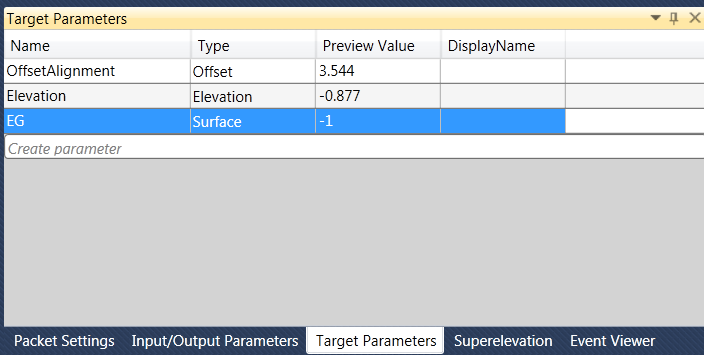 Target Parameters
Name Type Preview Value DisplayName
OffsetAlignment Offset 3.544
Elevation Elevation -0.877
EG Surface -1
Create parameter
Packet Settings Input/Output Parameters Target Parameters Superelevation Event Viewer